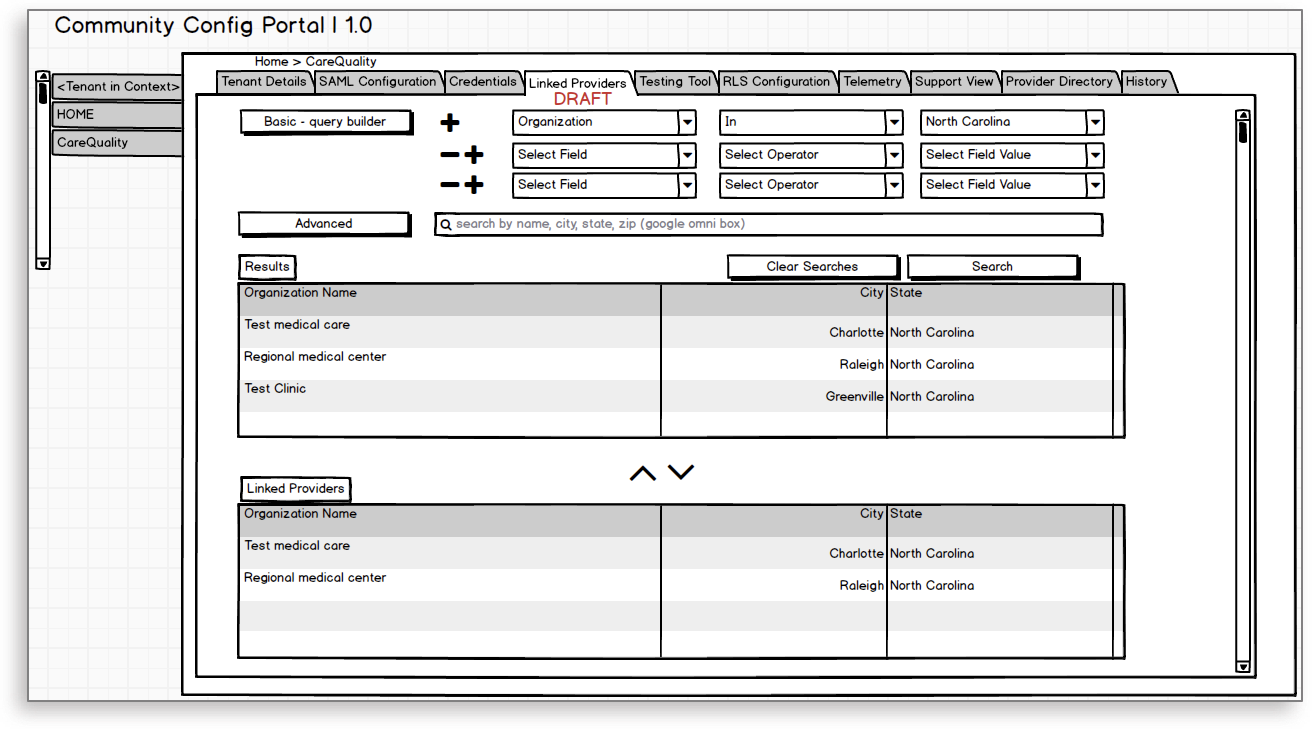 Community Config Portal | 1.0
Home > CareQuality
Tenant Details SAML Configuration Credentials Linked Providers Testing Tool RLS Configuration Telemetry Support View Provider Directory History
DRAFT
<Tenant in Context>
HOME
CareQuality
Basic - query builder Organization In North Carolina
Select Field Select Operator Select Field Value
Select Field Select Operator Select Field Value
Advanced search by name, city, state, zip (google omni box)
Results Clear Searches Search
Organization Name City State
Test medical care Charlotte North Carolina
Regional medical center Raleigh North Carolina
Test Clinic Greenville North Carolina
Linked Providers
Organization Name City State
Test medical care Charlotte North Carolina
Regional medical center Raleigh North Carolina